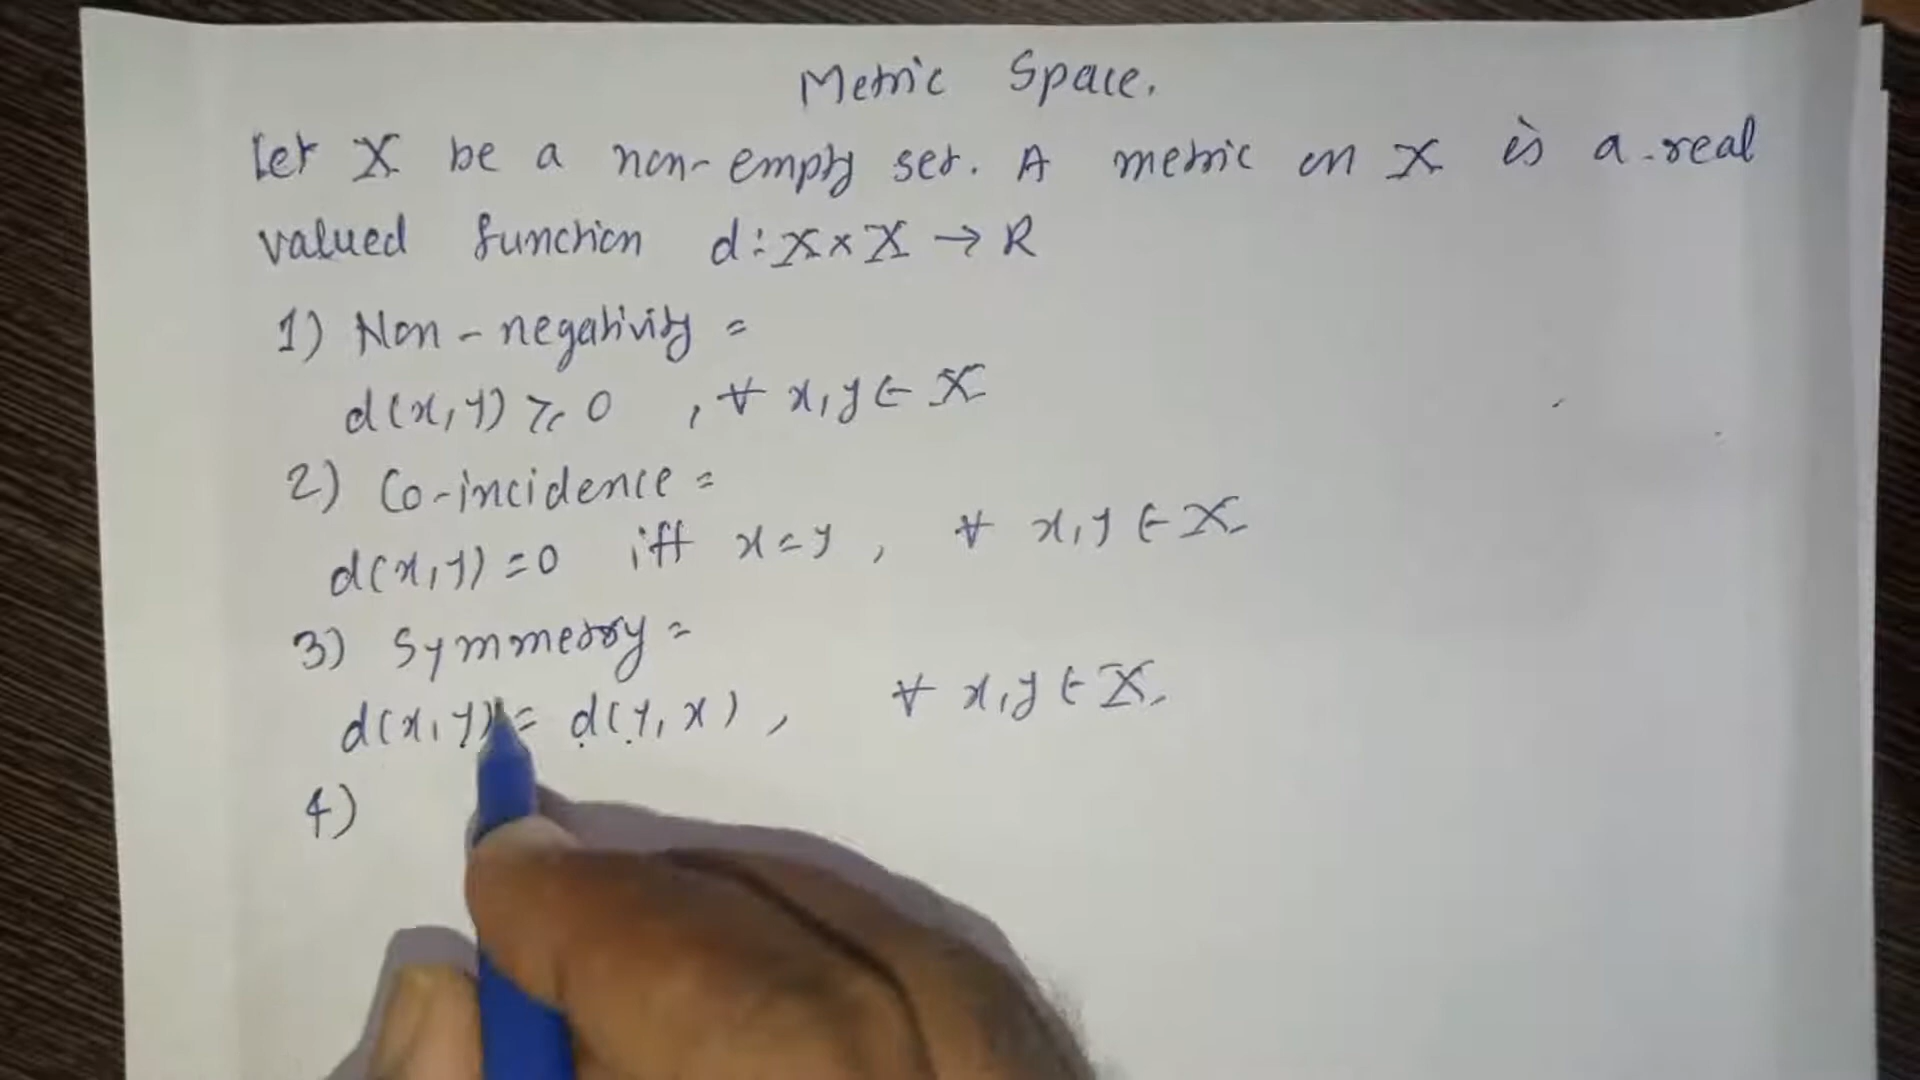 Metric Space.
Let X be a non-empty set. A metric on X is a real
valued function d:X×X → R
1) Non-negativity =
d(x,y) ≥ 0 , ∀ x,y ∈ X
2) Co-incidence =
d(x,y) = 0 iff x=y , ∀ x,y ∈ X
3) Symmetry =
d(x,y) = d(y,x) , ∀ x,y ∈ X.
4)